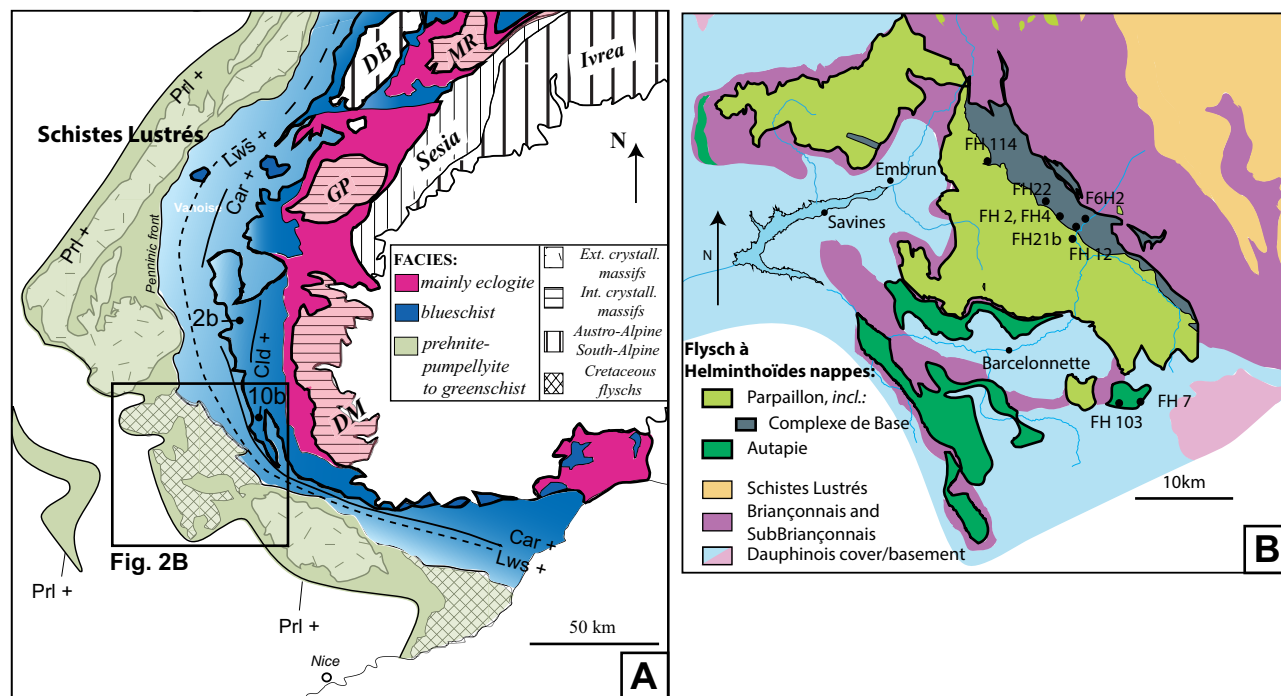 Prl +
DB
MR
Ivrea
Schistes Lustrés
Lws +
Car +
N
Sesia
GP
Vanoise
Prl +
Penninic front
FACIES:
mainly eclogite
blueschist
prehnite-
pumpellyite
to greenschist
Ext. crystall.
massifs
Int. crystall.
massifs
Austro-Alpine
South-Alpine
Cretaceous
flyschs
2b
Cld +
10b
DM
Fig. 2B
Car +
Lws +
Prl +
Prl +
50 km
Nice
A
B
FH 114
Embrun
FH22
F6H2
FH 2, FH4
Savines
FH21b
FH 12
N
Barcelonnette
Flysch à
Helminthoïdes nappes:
Parpaillon, incl.:
Complexe de Base
Autapie
Schistes Lustrés
Briançonnais and
SubBriançonnais
Dauphinois cover/basement
FH 7
FH 103
10km